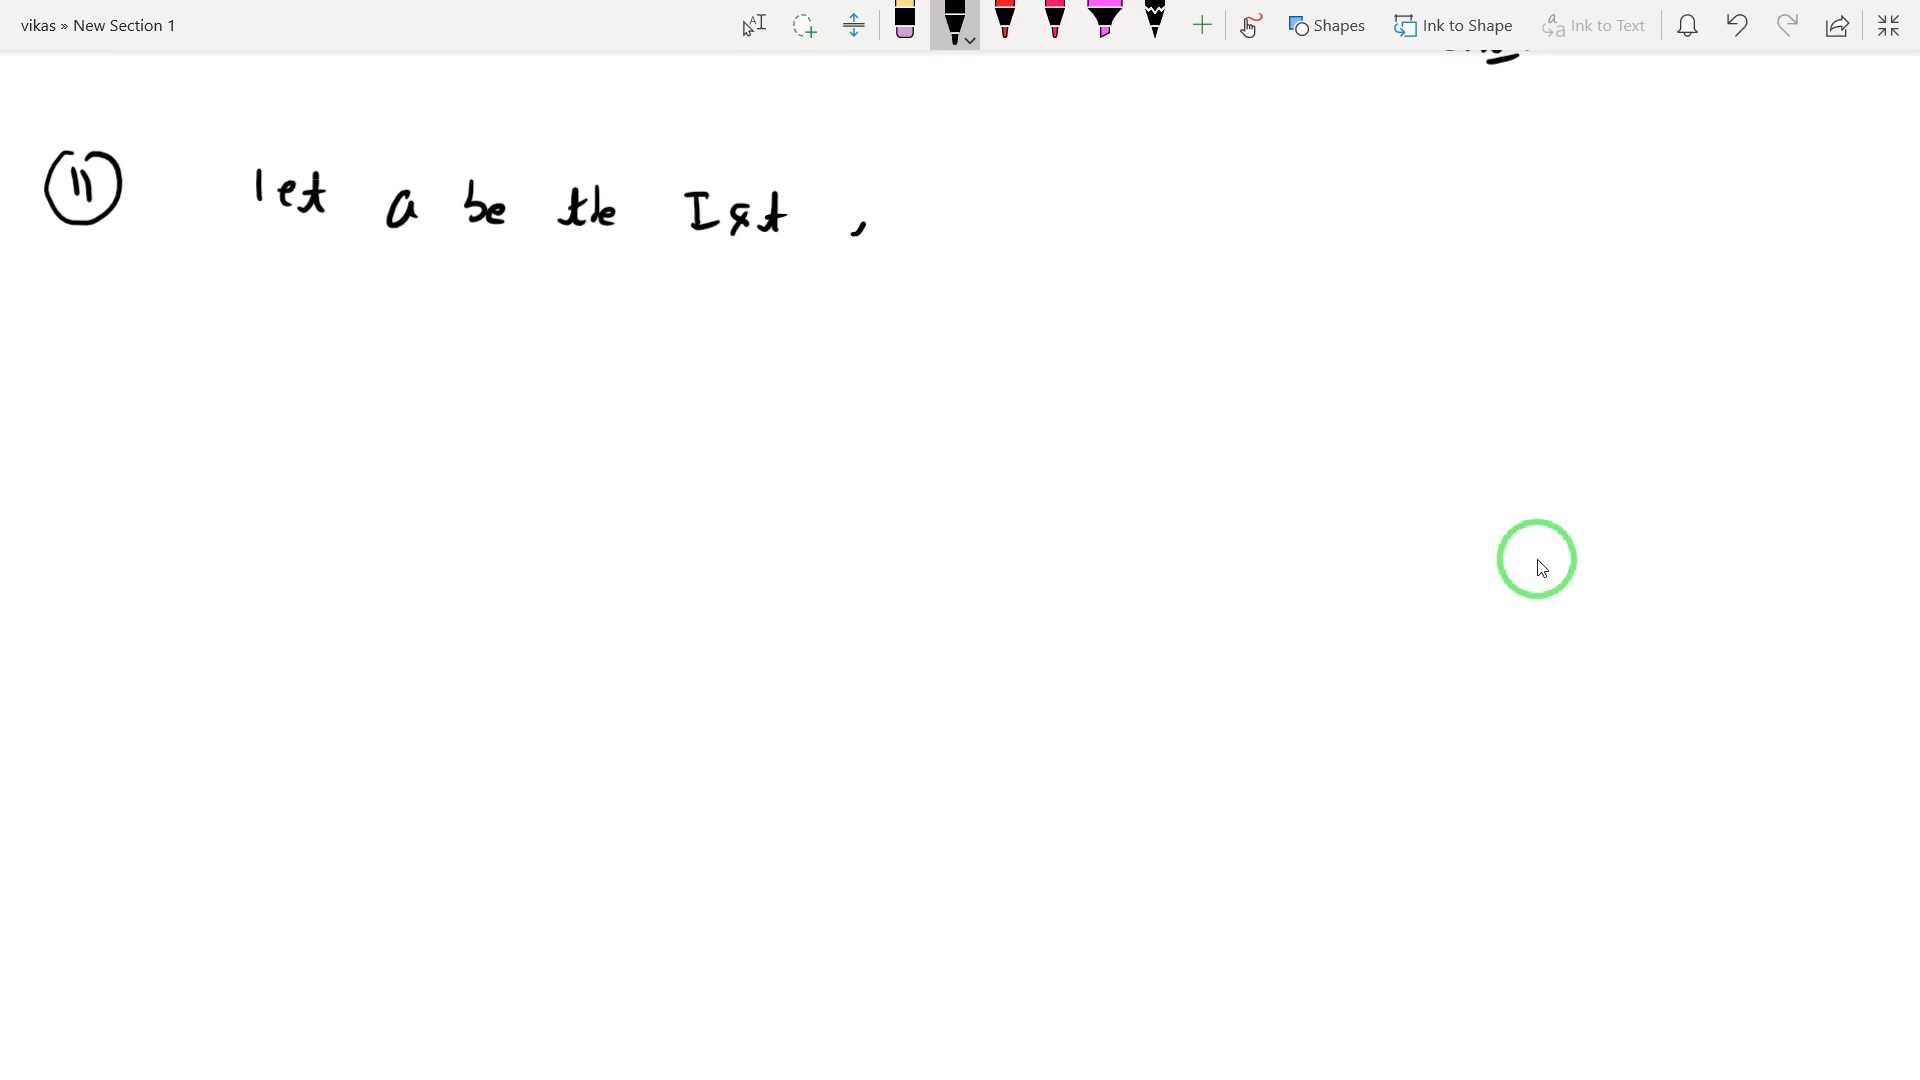 vikas » New Section 1 Shapes Ink to Shape Ink to Text
11 let a be the Ist ,